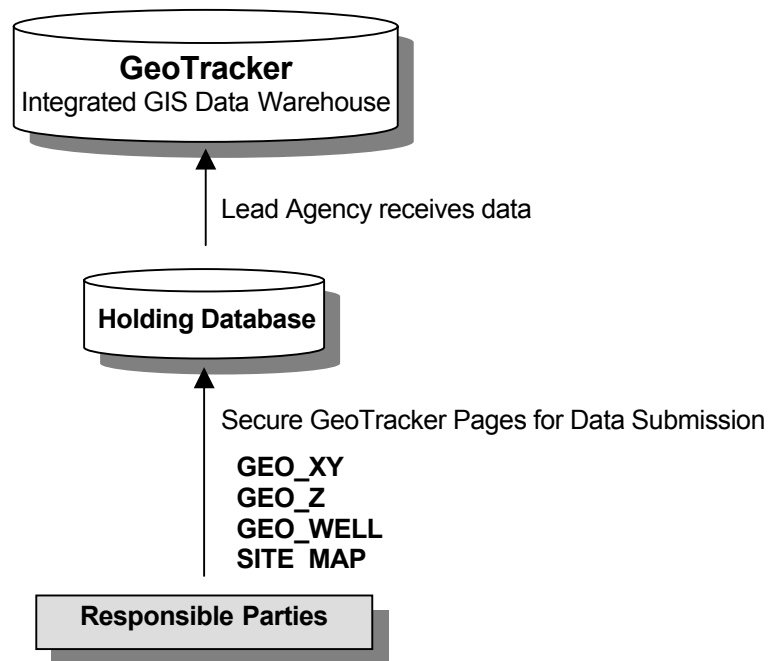 GeoTracker
Integrated GIS Data Warehouse
Lead Agency receives data
Holding Database
Secure GeoTracker Pages for Data Submission
GEO_XY
GEO_Z
GEO_WELL
SITE MAP
Responsible Parties